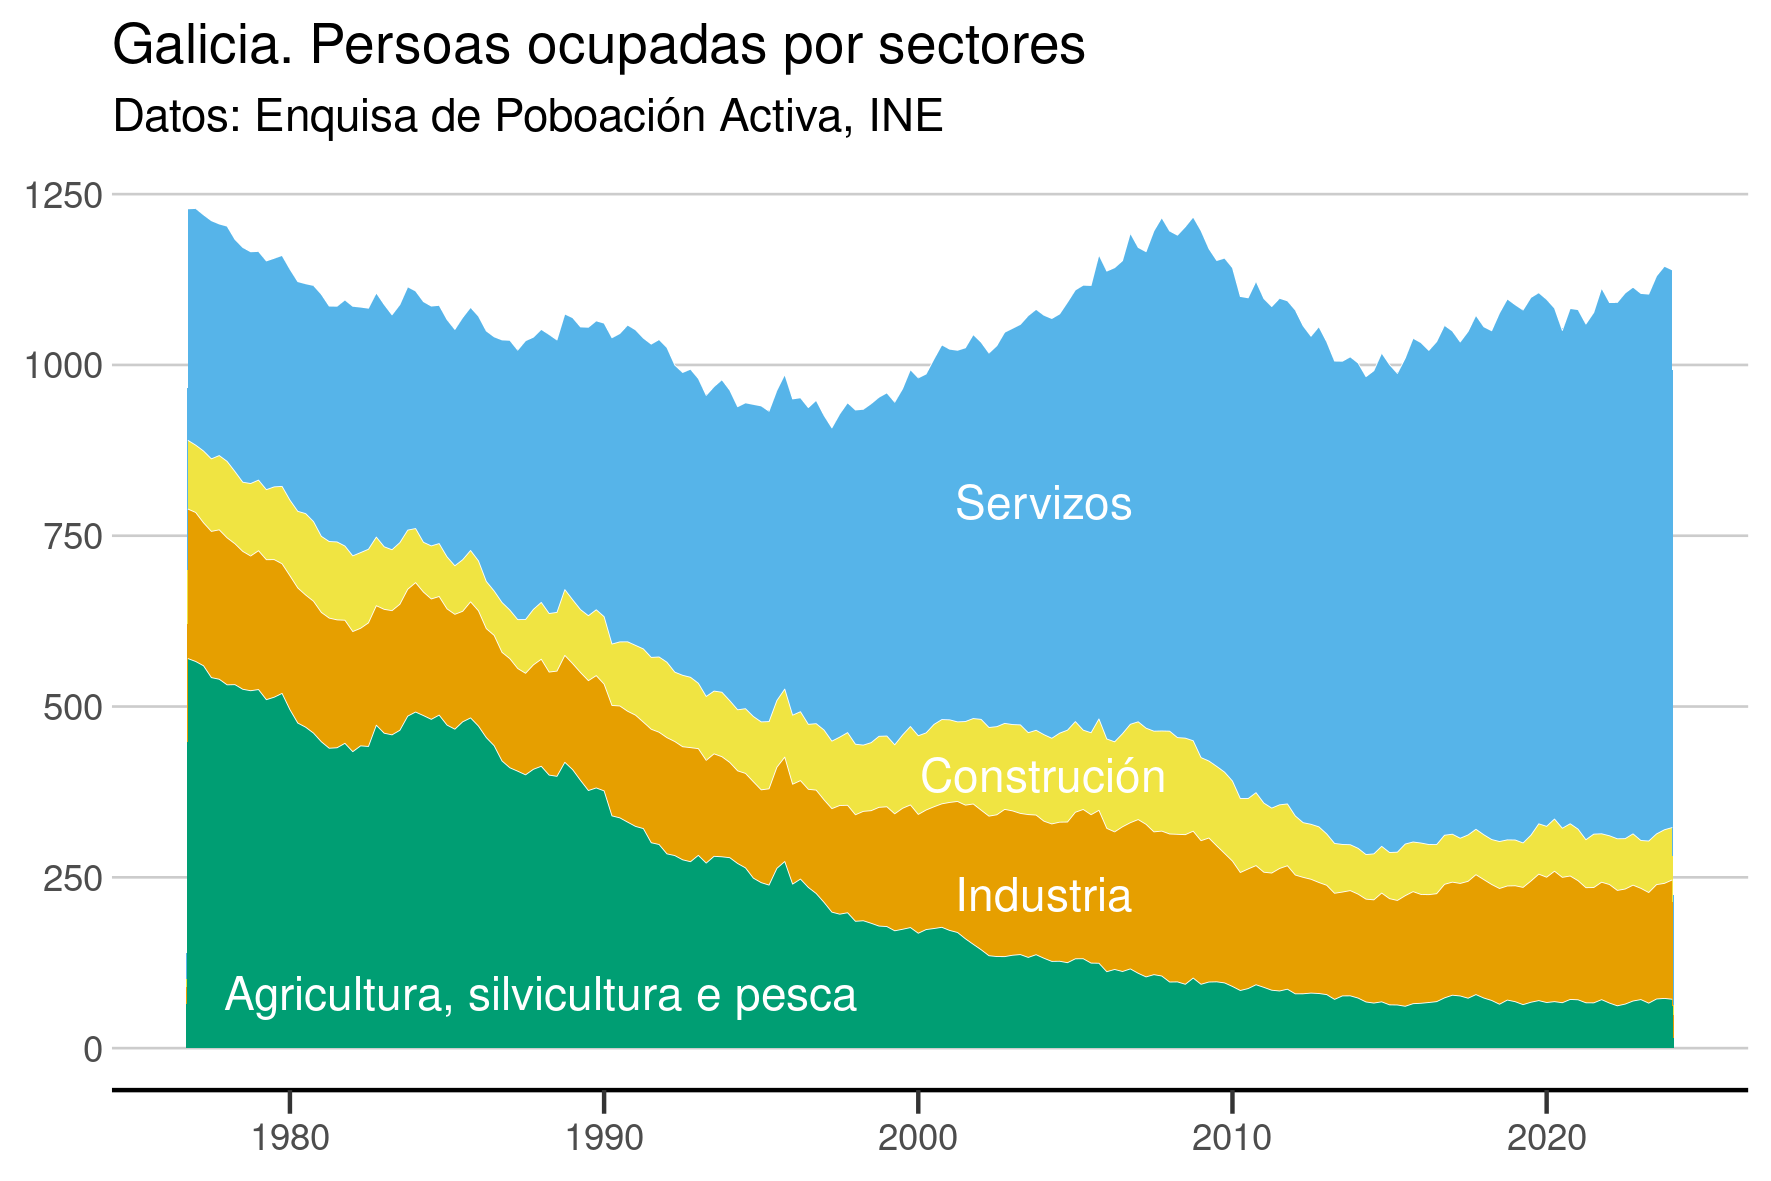 Galicia. Persoas ocupadas por sectores
Datos: Enquisa de Poboación Activa, INE
1250
1000
750
500
250
0
Servizos
Construción
Industria
Agricultura, silvicultura e pesca
1980 1990 2000 2010 2020